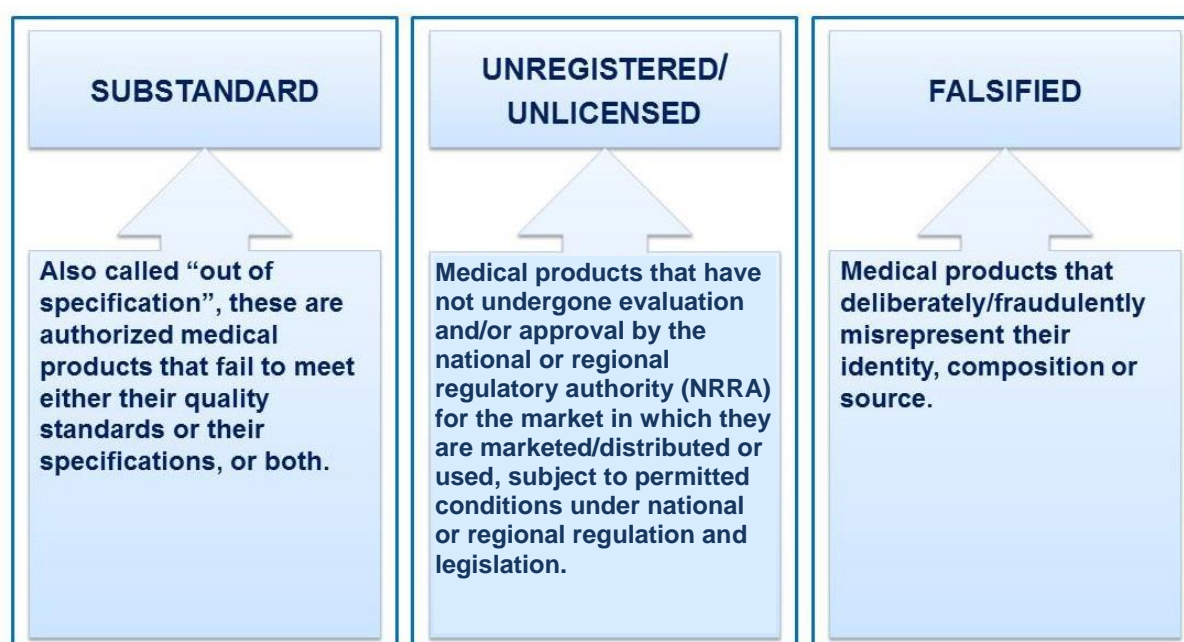 SUBSTANDARD
Also called “out of
specification”, these are
authorized medical
products that fail to meet
either their quality
standards or their
specifications, or both.
UNREGISTERED/
UNLICENSED
Medical products that have
not undergone evaluation
and/or approval by the
national or regional
regulatory authority (NRRA)
for the market in which they
are marketed/distributed or
used, subject to permitted
conditions under national
or regional regulation and
legislation.
FALSIFIED
Medical products that
deliberately/fraudulently
misrepresent their
identity, composition or
source.